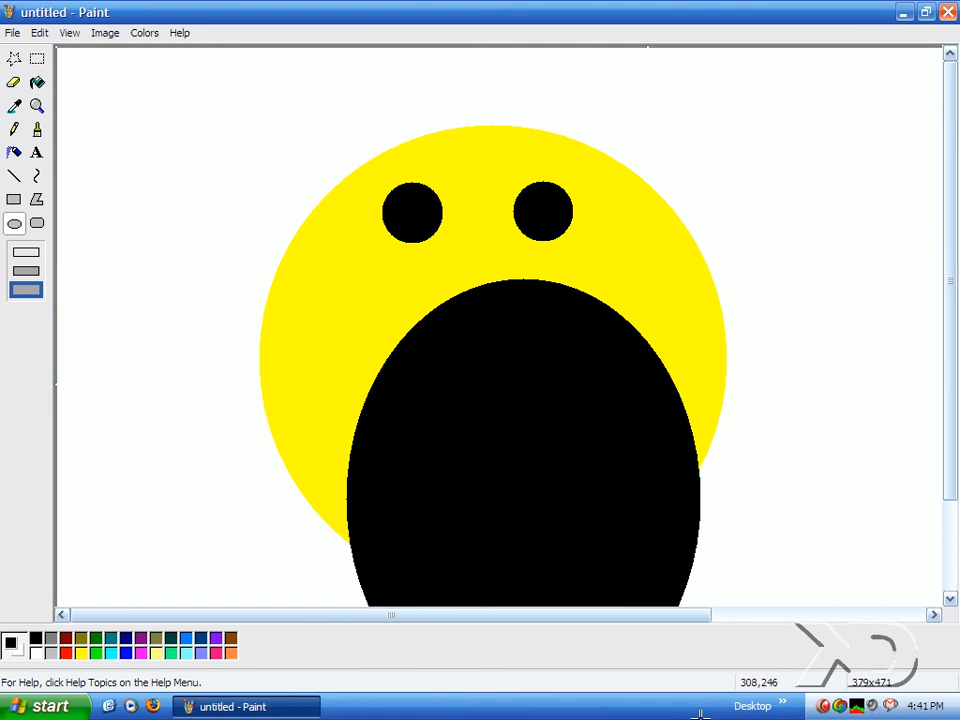 untitled - Paint
File Edit View Image Colors Help
A
For Help, click Help Topics on the Help Menu.
308,246
379x471
start
untitled - Paint
Desktop
»
4:41 PM